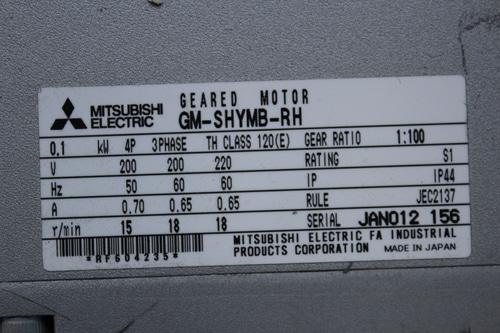 GEARED MOTOR
MITSUBISHI ELECTRIC GM-SHYMB-RH
0.1 kW 4P 3PHASE TH CLASS 120(E) GEAR RATIO 1:100
V 200 200 220 RATING S1
Hz 50 60 60 IP IP44
A 0.70 0.65 0.65 RULE JEC2137
r/min 15 18 18 SERIAL JAN012 156
*RF604235*
MITSUBISHI ELECTRIC FA INDUSTRIAL
PRODUCTS CORPORATION MADE IN JAPAN